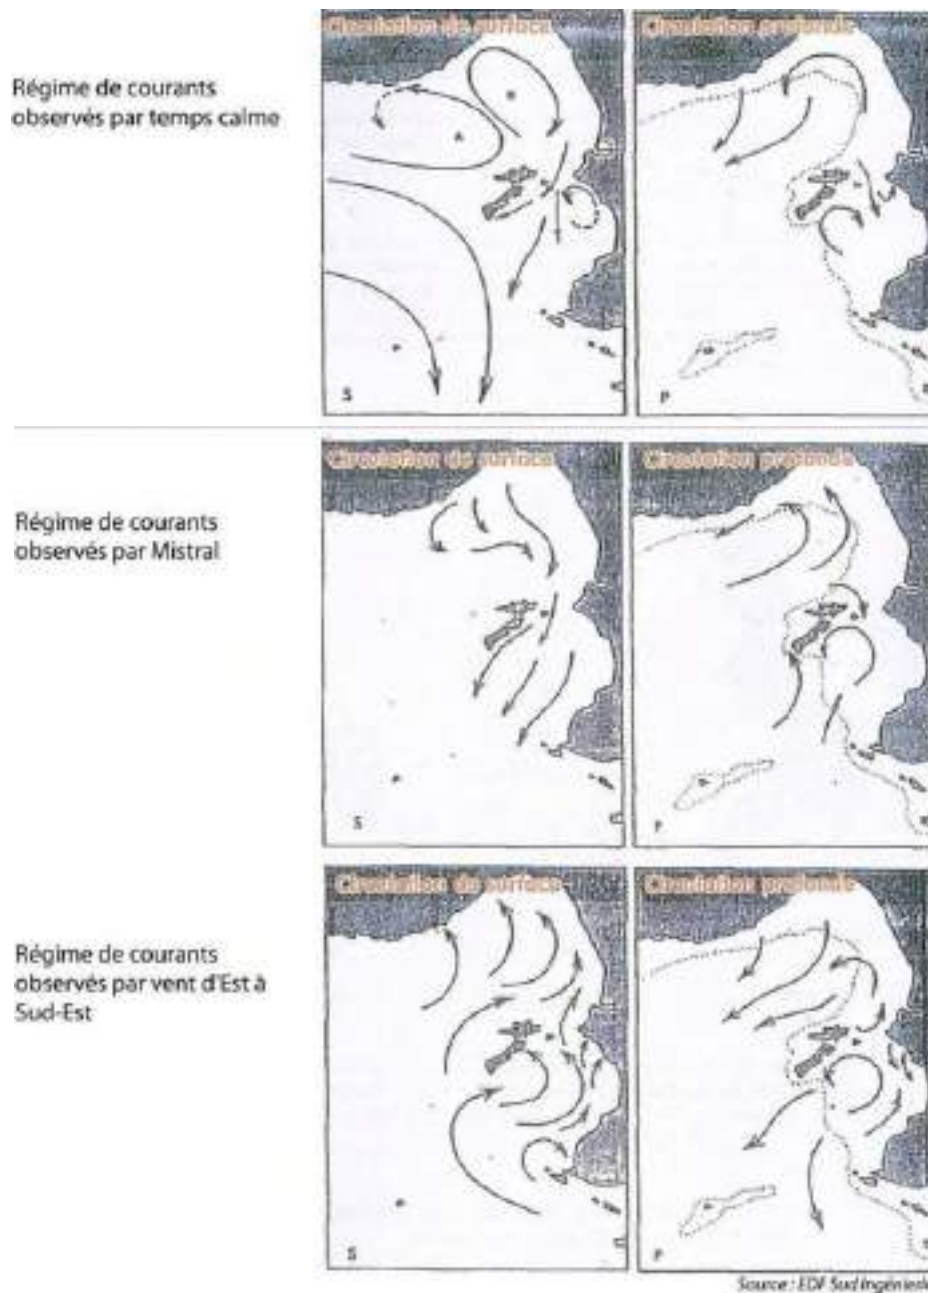 Circulation de surface
Circulation profonde
Régime de courants
observés par temps calme
A
B
S
P
Circulation de surface
Circulation profonde
Régime de courants
observés par Mistral
S
P
Circulation de surface
Circulation profonde
Régime de courants
observés par vent d'Est à
Sud-Est
S
P
Source : EDF Sud Ingénierie